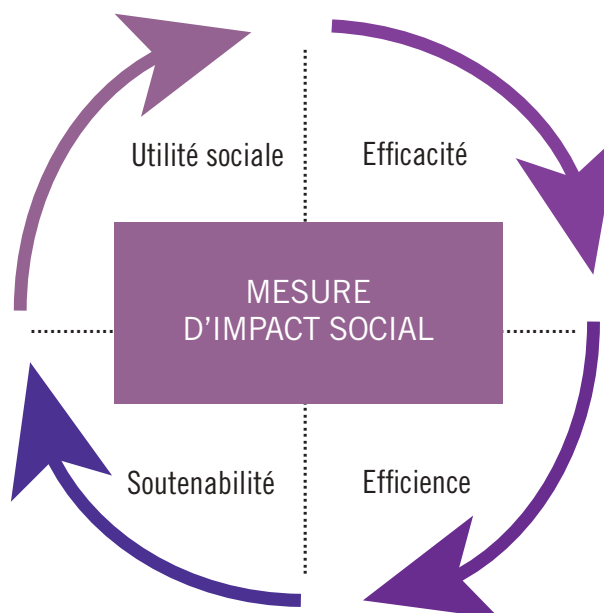 Utilité sociale
Efficacité
MESURE
D'IMPACT SOCIAL
Soutenabilité
Efficience